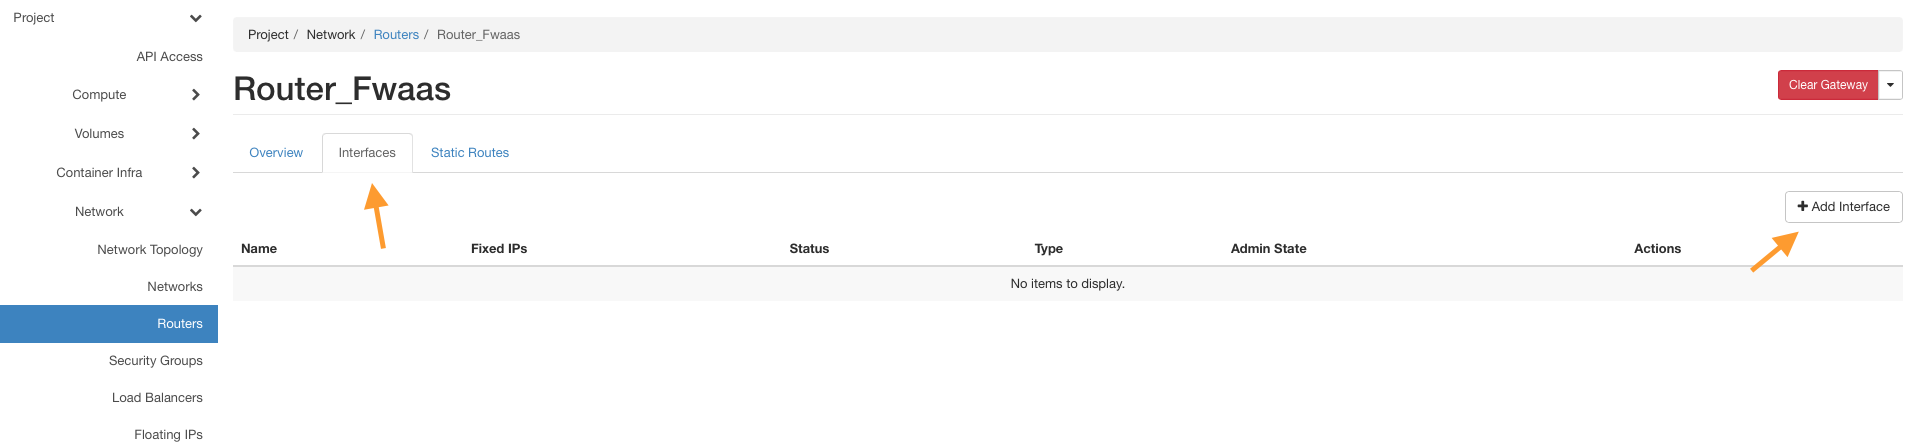 Project
API Access
Compute
Volumes
Container Infra
Network
Network Topology
Networks
Routers
Security Groups
Load Balancers
Floating IPs
Project / Network / Routers / Router_Fwaas
Router_Fwaas
Clear Gateway
Overview Interfaces Static Routes
+ Add Interface
Name Fixed IPs Status Type Admin State Actions
No items to display.